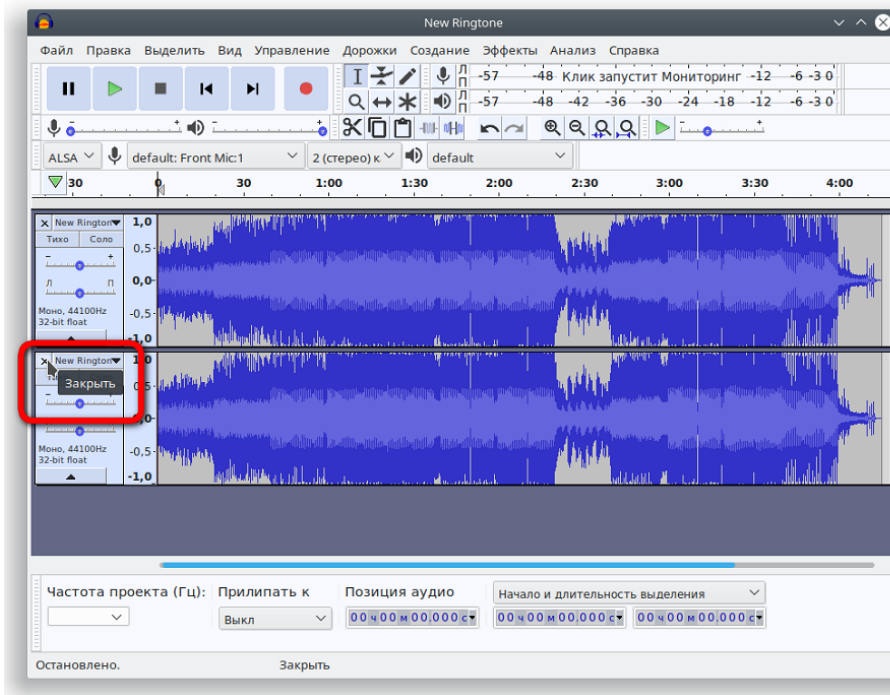 New Ringtone
Файл Правка Выделить Вид Управление Дорожки Создание Эффекты Анализ Справка
Л П -57 -48 Клик запустит Мониторинг -12 -6 -3 0
Л П -57 -48 -42 -36 -30 -24 -18 -12 -6 -3 0
- + - + - +
ALSA default: Front Mic:1 2 (стерео) к default
30 0 30 1:00 1:30 2:00 2:30 3:00 3:30 4:00
x New Rington 1,0
Тихо Соло 0,5
- +
Л П 0,0
Моно, 44100Hz -0,5
32-bit float
-1,0
x New Rington 1,0
Закрыть 0,5
-
0,0
Моно, 44100Hz -0,5
32-bit float
-1,0
Частота проекта (Гц): Прилипать к Позиция аудио Начало и длительность выделения
Выкл 00 ч 00 м 00.000 с 00 ч 00 м 00.000 с 00 ч 00 м 00.000 с
Остановлено. Закрыть